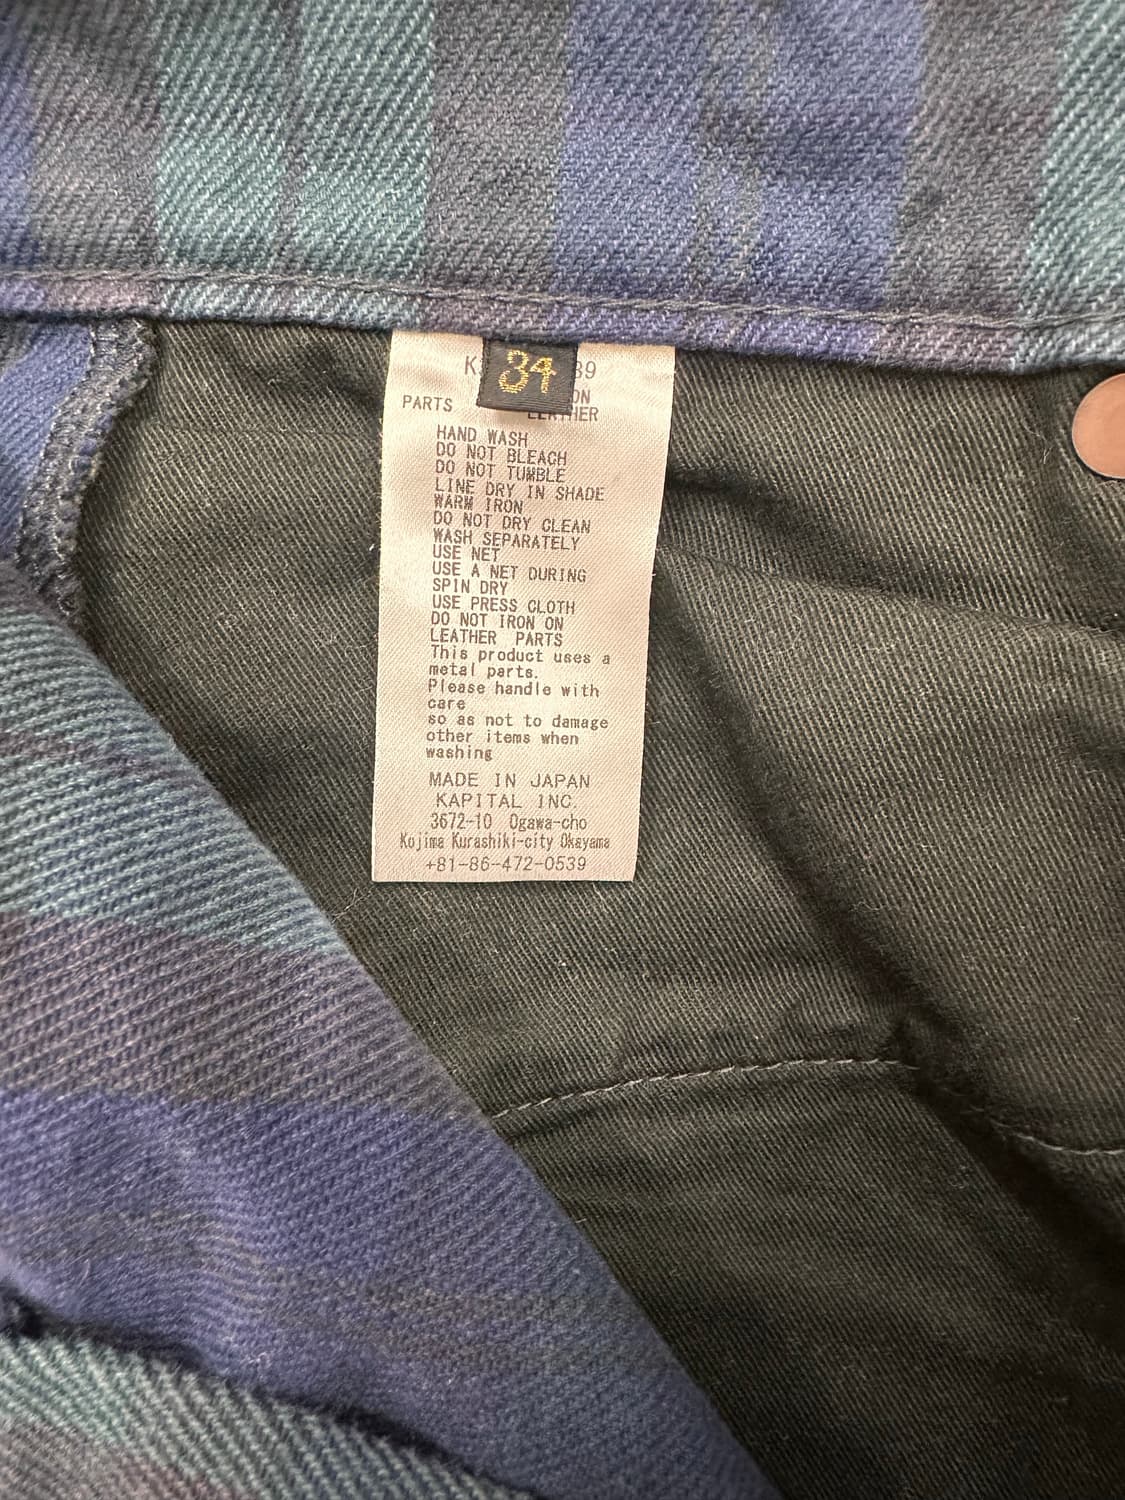 34
PARTS
HAND WASH
DO NOT BLEACH
DO NOT TUMBLE
LINE DRY IN SHADE
WARM IRON
DO NOT DRY CLEAN
WASH SEPARATELY
USE NET
USE A NET DURING
SPIN DRY
USE PRESS CLOTH
DO NOT IRON ON
LEATHER PARTS
This product uses a
metal parts.
Please handle with
care
so as not to damage
other items when
washing
MADE IN JAPAN
KAPITAL INC.
3672-10 Ogawa-cho
Kojima Kurashiki-city Okayama
+81-86-472-0539